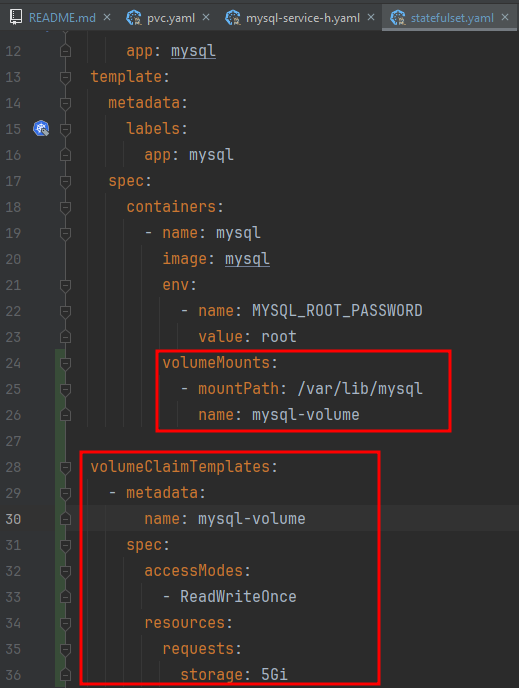 README.md × pvc.yaml × mysql-service-h.yaml × statefulset.yaml ×
12 app: mysql
13 template:
14 metadata:
15 labels:
16 app: mysql
17 spec:
18 containers:
19 - name: mysql
20 image: mysql
21 env:
22 - name: MYSQL_ROOT_PASSWORD
23 value: root
24 volumeMounts:
25 - mountPath: /var/lib/mysql
26 name: mysql-volume
27
28 volumeClaimTemplates:
29 - metadata:
30 name: mysql-volume
31 spec:
32 accessModes:
33 - ReadWriteOnce
34 resources:
35 requests:
36 storage: 5Gi